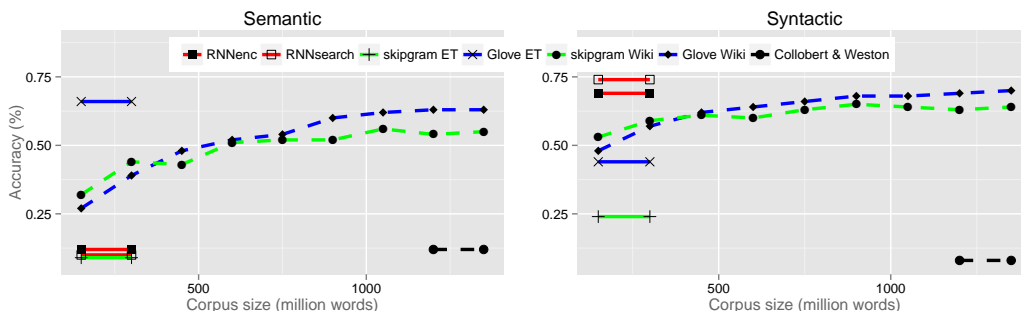 Semantic
Syntactic
RNNenc RNNsearch skipgram ET Glove ET skipgram Wiki Glove Wiki Collobert & Weston
Accuracy (%)
0.75
0.50
0.25
0.75
0.50
0.25
500 1000
Corpus size (million words)
500 1000
Corpus size (million words)